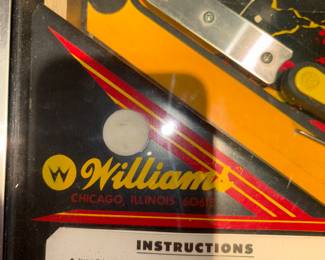 W Williams
CHICAGO, ILLINOIS
INSTRUCTIONS